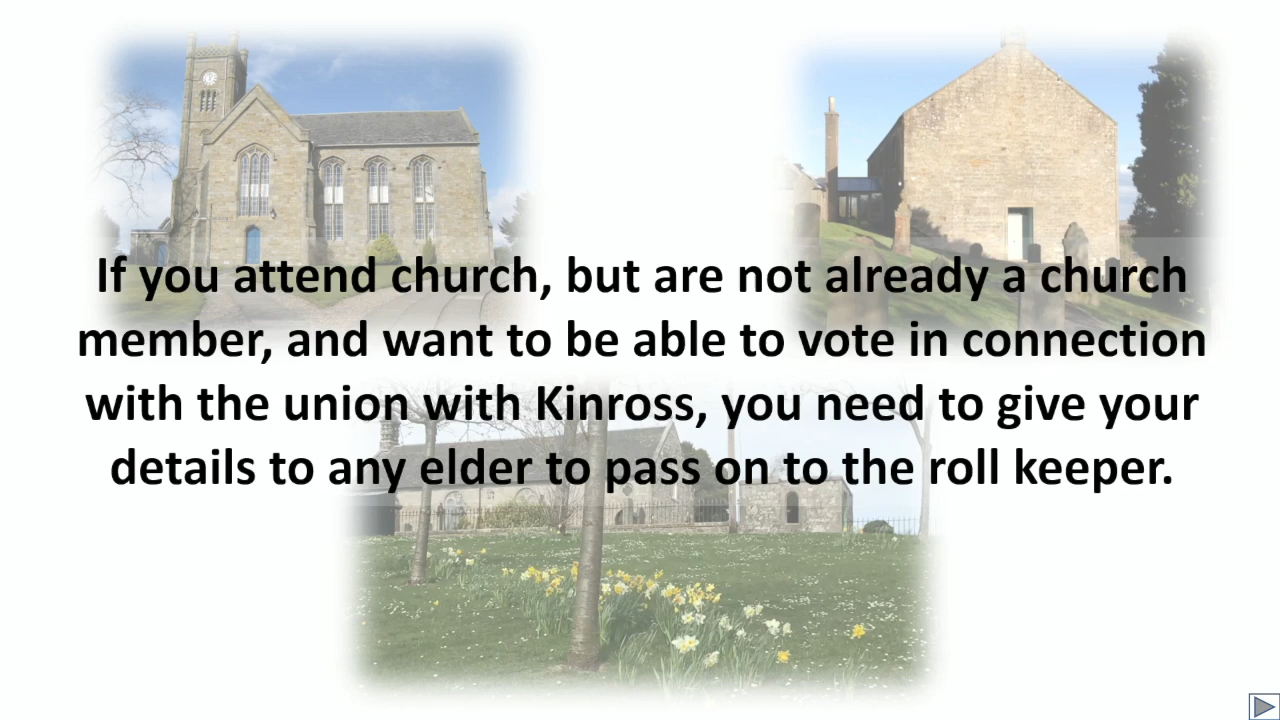 If you attend church, but are not already a church
member, and want to be able to vote in connection
with the union with Kinross, you need to give your
details to any elder to pass on to the roll keeper.